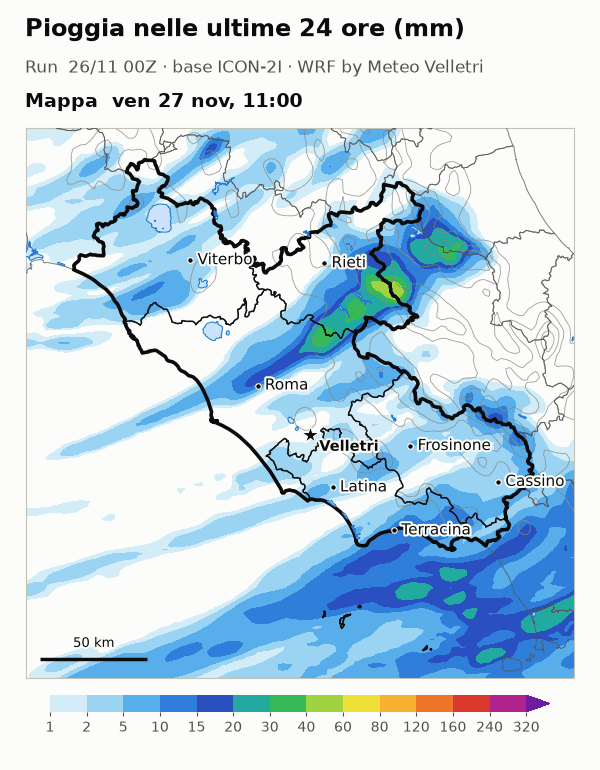 Pioggia nelle ultime 24 ore (mm)
Run 26/11 00Z · base ICON-2I · WRF by Meteo Velletri
Mappa ven 27 nov, 11:00
Viterbo
Rieti
Roma
Velletri
Frosinone
Cassino
Latina
Terracina
50 km
1 2 5 10 15 20 30 40 60 80 120 160 240 320